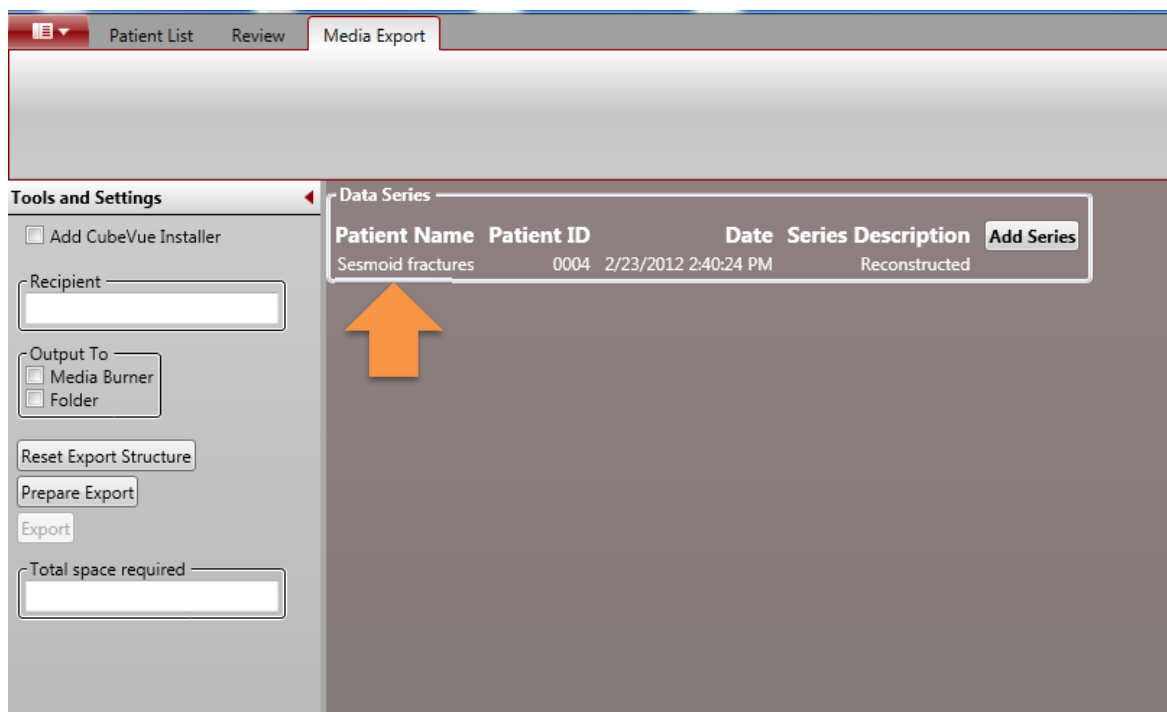 Patient List Review Media Export
Tools and Settings
Add CubeVue Installer
Recipient
Output To
Media Burner
Folder
Reset Export Structure
Prepare Export
Export
Total space required
Data Series
Patient Name Patient ID Date Series Description Add Series
Sesmoid fractures 0004 2/23/2012 2:40:24 PM Reconstructed